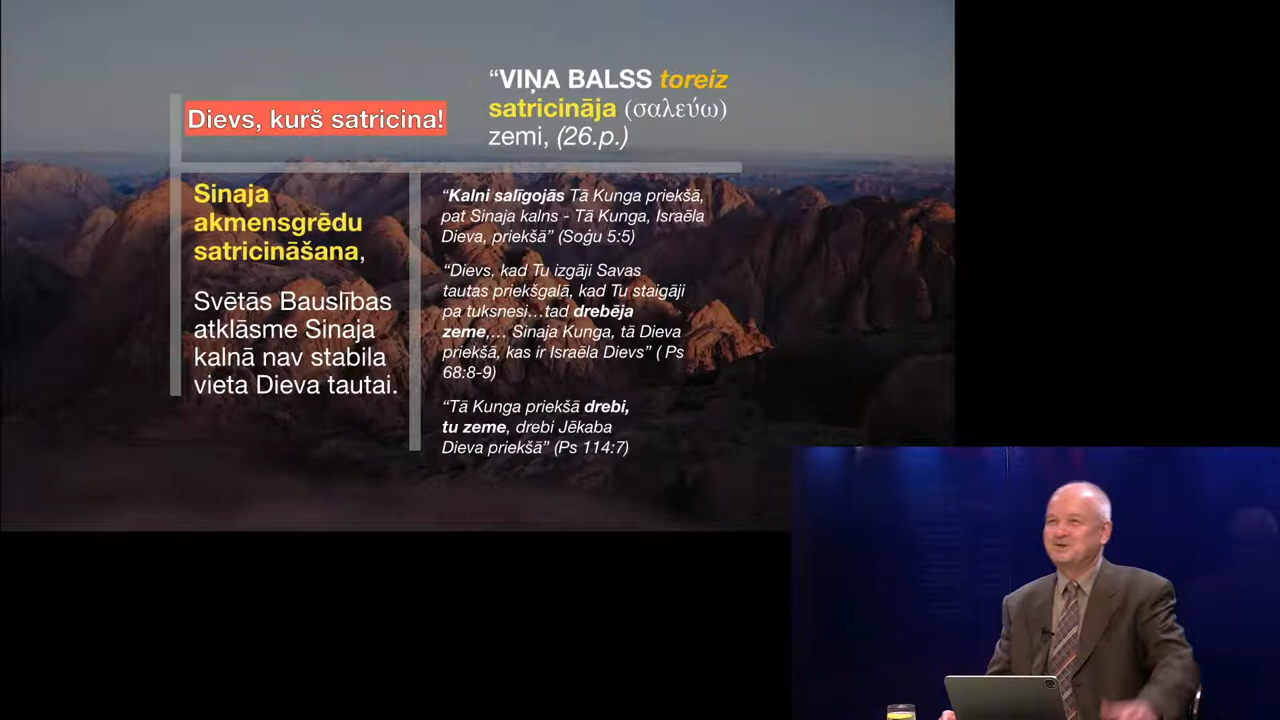 Dievs, kurš satricina!
“VIŅA BALSS toreiz
satricināja (σαλεύω)
zemi, (26.p.)
Sinaja
akmensgrēdu
satricināšana,
Svētās Bauslības
atklāsme Sinaja
kalnā nav stabila
vieta Dieva tautai.
“Kalni salīgojās Tā Kunga priekšā,
pat Sinaja kalns - Tā Kunga, Israēla
Dieva, priekšā” (Soģu 5:5)
“Dievs, kad Tu izgāji Savas
tautas priekšgalā, kad Tu staigāji
pa tuksnesi…tad drebēja
zeme,… Sinaja Kunga, tā Dieva
priekšā, kas ir Israēla Dievs” ( Ps
68:8-9)
“Tā Kunga priekšā drebi,
tu zeme, drebi Jēkaba
Dieva priekšā” (Ps 114:7)